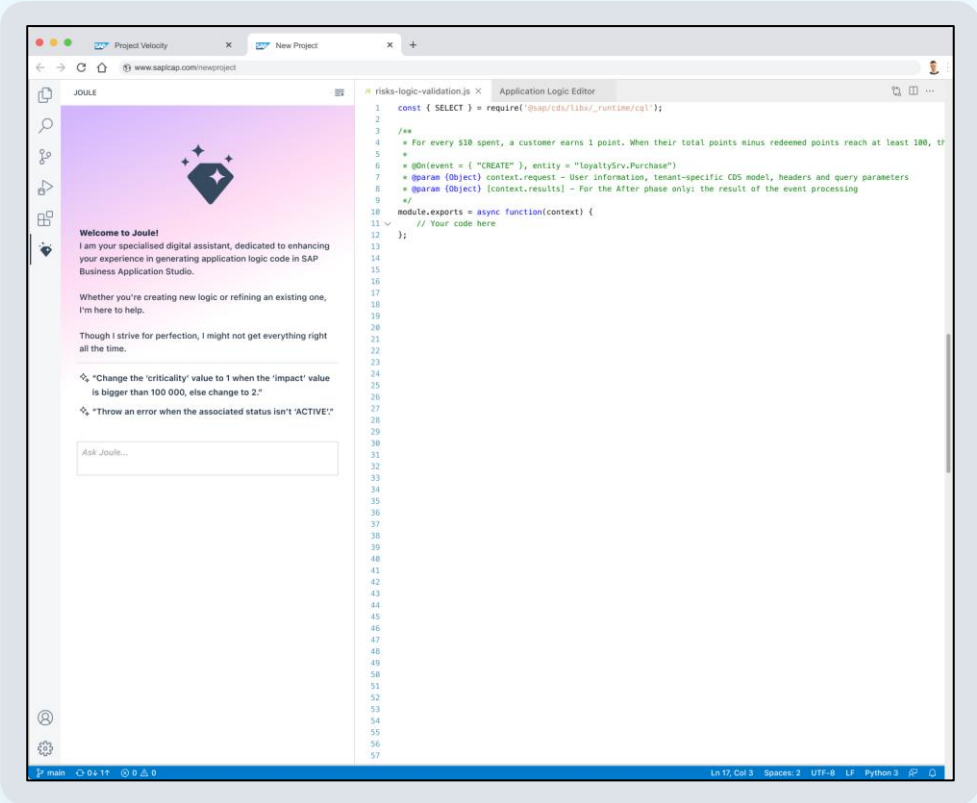 Project Velocity
New Project
www.saplcap.com/newproject
JOULE
Welcome to Joule!
I am your specialised digital assistant, dedicated to enhancing
your experience in generating application logic code in SAP
Business Application Studio.
Whether you're creating new logic or refining an existing one,
I'm here to help.
Though I strive for perfection, I might not get everything right
all the time.
"Change the 'criticality' value to 1 when the 'impact' value
is bigger than 100 000, else change to 2."
"Throw an error when the associated status isn't 'ACTIVE'."
Ask Joule...
risks-logic-validation.js
Application Logic Editor
1 const { SELECT } = require('@sap/cds/libx/_runtime/cql');
2
3 /**
4 * For every $10 spent, a customer earns 1 point. When their total points minus redeemed points reach at least 100, th
5 *
6 * @On(event = { "CREATE" }, entity = "loyaltySrv.Purchase")
7 * @param {Object} context.request - User information, tenant-specific CDS model, headers and query parameters
8 * @param {Object} [context.results] - For the After phase only: the result of the event processing
9 */
10 module.exports = async function(context) {
11 // Your code here
12 };
13
14
15
16
17
18
19
20
21
22
23
24
25
26
27
28
29
30
31
32
33
34
35
36
37
38
39
40
41
42
43
44
45
46
47
48
49
50
51
52
53
54
55
56
57
main 0↓ 1↑ 0 0
Ln 17, Col 3 Spaces: 2 UTF-8 LF Python 3